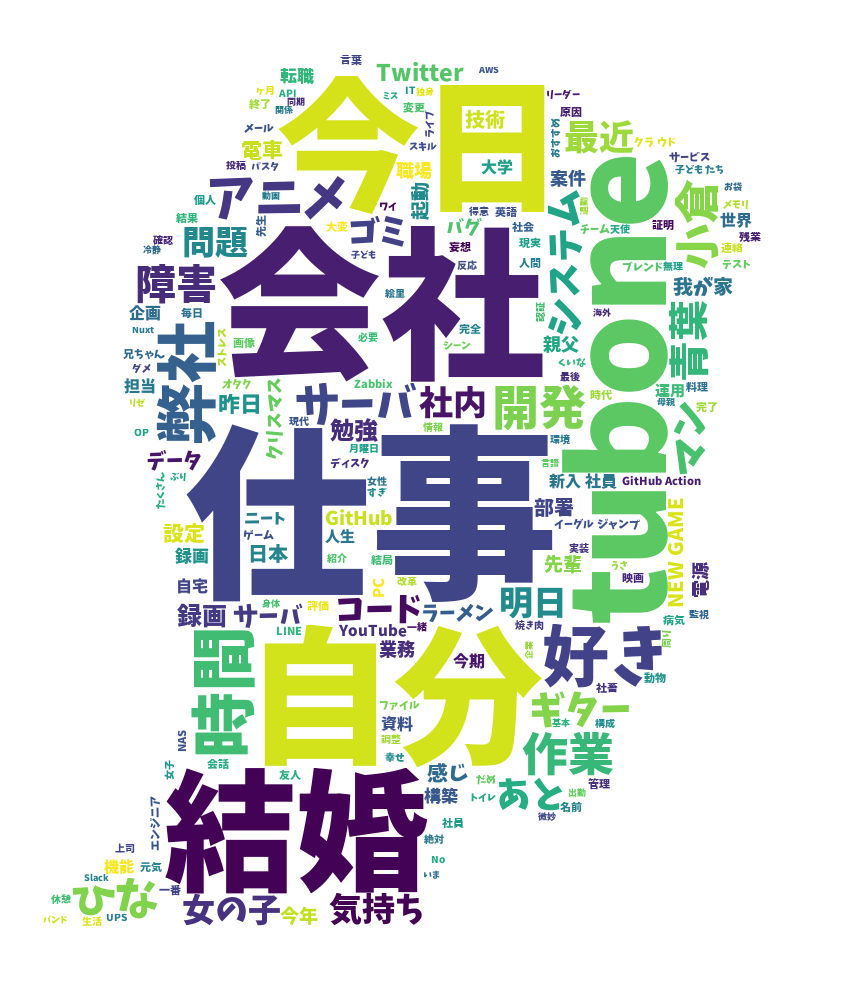 言葉
転職
Twitter
AWS
ヶ月
API
ミス
IT
独身
リーダー
終了
同期
関係
変更
原因
今日
技術
最近
メール
ライブ
おすすめ
クラウド
電車
スキル
サービス
投稿
パスタ
職場
大学
子どもたち
アニメ
動画
起動
案件
小倉
お袋
個人
ワイ
得意
英語
メモリ
結果
先生
大変
ゴミ
バグ
社会
チーム天使
証明
世界
問題
確認
冷静
子ども
妄想
現実
システム
残業
連絡
障害
会社
反応
人間
ブレンド
無理
テスト
絵里
我が家
企画
毎日
認証
海外
tubone
青葉
Nuxt
弊社
ストレス
画像
必要
完全
シーン
親父
兄ちゃん
ダメ
最後
担当
オタク
Zabbix
くいな
運用
料理
リゼ
昨日
クリスマス
サーバ
社内
開発
時代
母親
完了
OP
現代
勉強
情報
マン
月曜日
環境
データ
ディスク
言語
たくさん
ぶり
女性
すぎ
新入社員
GitHub Action
仕事
設定
ニート
GitHub
部署
イーグルジャンプ
NEW GAME
ゲーム
人生
録画
日本
紹介
結局
先輩
実装
うさ
映画
電源
自宅
PC
改革
録画サーバ
身体
評価
コード
ラーメン
明日
病気
監視
LINE
YouTube
一緒
焼き肉
時間
自分
業務
今期
好き
動物
社畜
ファイル
ギター
資料
基本
構成
NAS
調整
作業
女子
会話
友人
幸せ
感じ
だめ
あと
管理
出勤
結婚
構築
トイレ
名前
微妙
エンジニア
社員
絶対
上司
機能
元気
No
いま
Slack
休憩
ひな
一番
バンド
生活
UPS
女の子
今年
気持ち